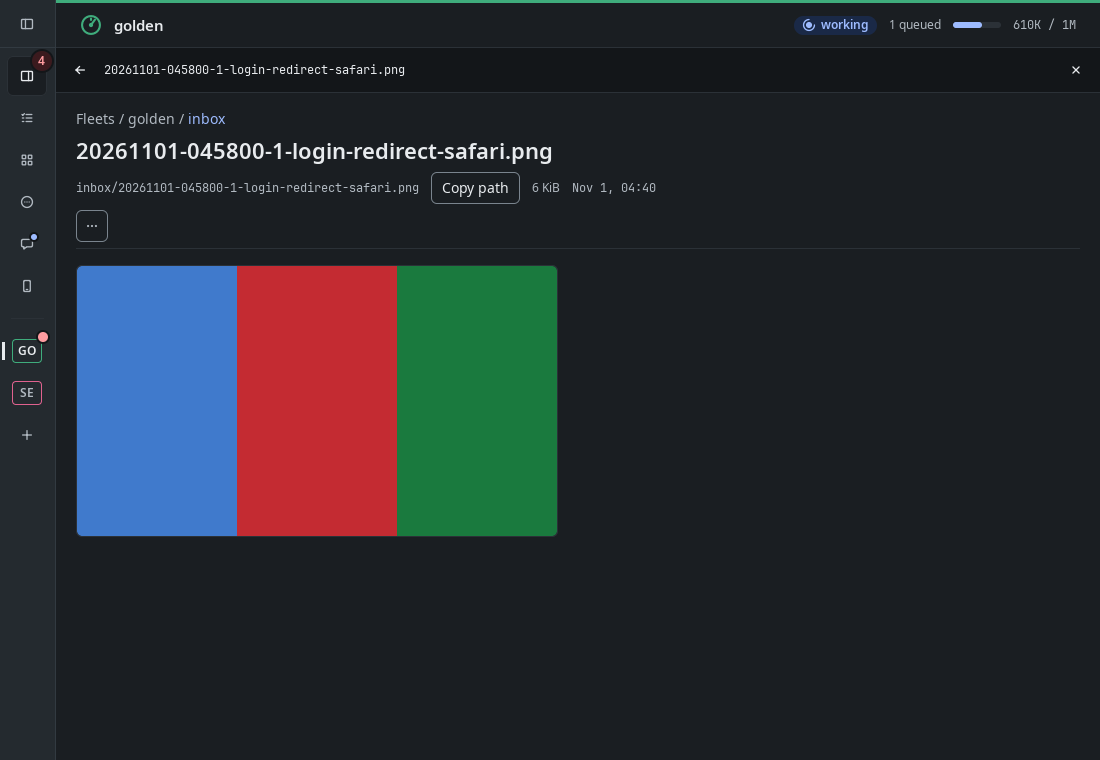 golden
working
1 queued
610K / 1M
4
20261101-045800-1-login-redirect-safari.png
Fleets / golden / inbox
20261101-045800-1-login-redirect-safari.png
inbox/20261101-045800-1-login-redirect-safari.png
Copy path
6 KiB
Nov 1, 04:40
GO
SE